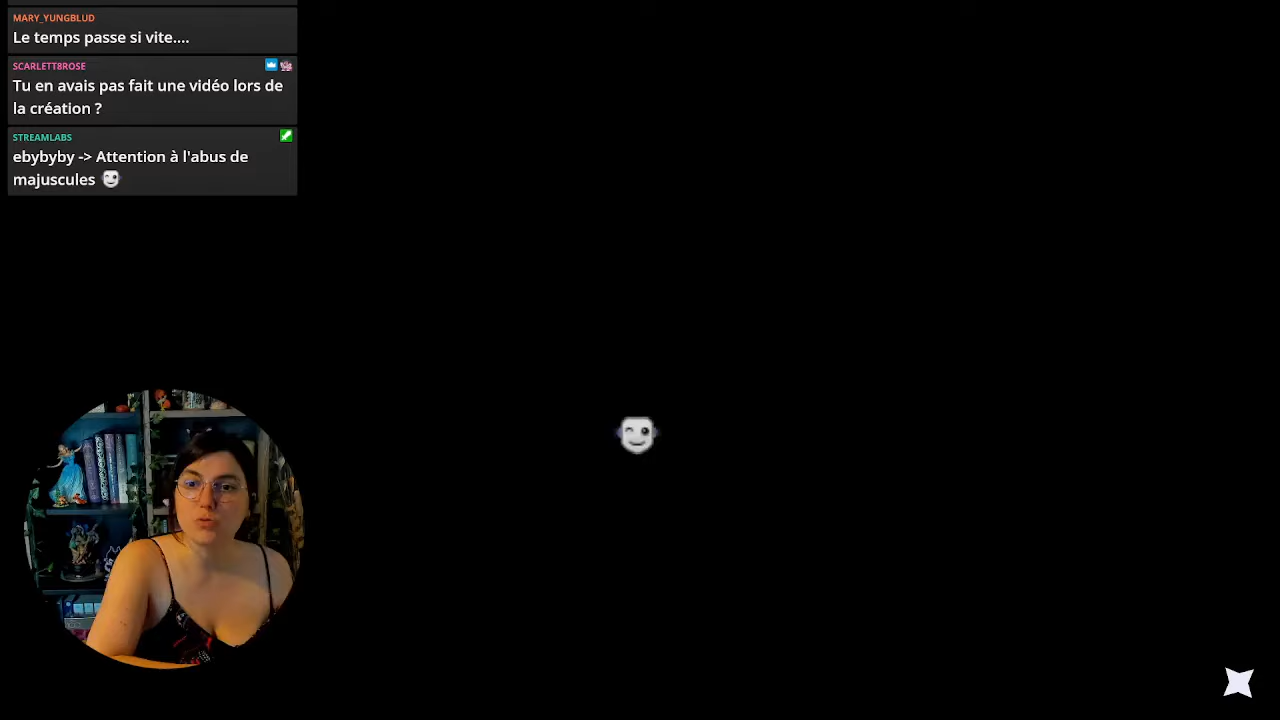 MARY_YUNGBLUD
Le temps passe si vite....
SCARLETT8ROSE
Tu en avais pas fait une vidéo lors de
la création ?
STREAMLABS
ebybyby -> Attention à l'abus de
majuscules